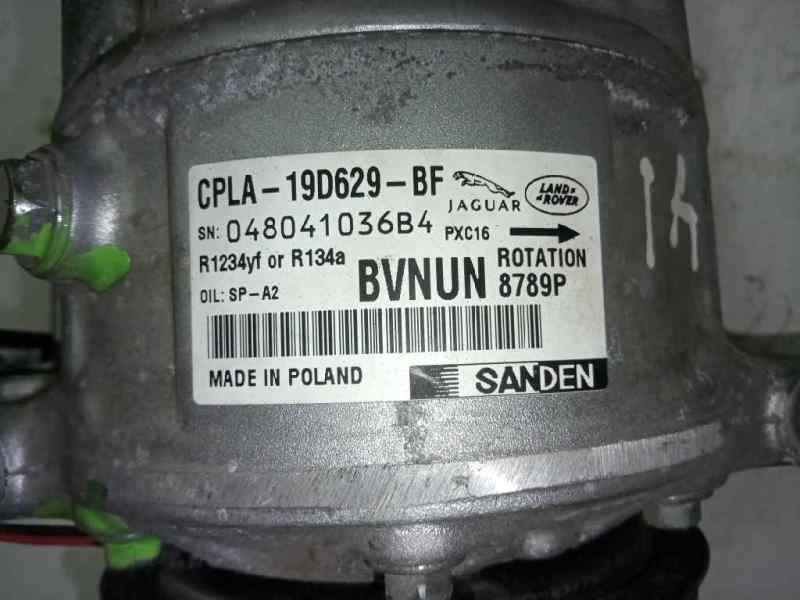 CPLA-19D629-BF
JAGUAR
LAND ROVER
SN: 048041036B4
PXC16
R1234yf or R134a
ROTATION
OIL: SP-A2
BVNUN
8789P
MADE IN POLAND
SANDEN